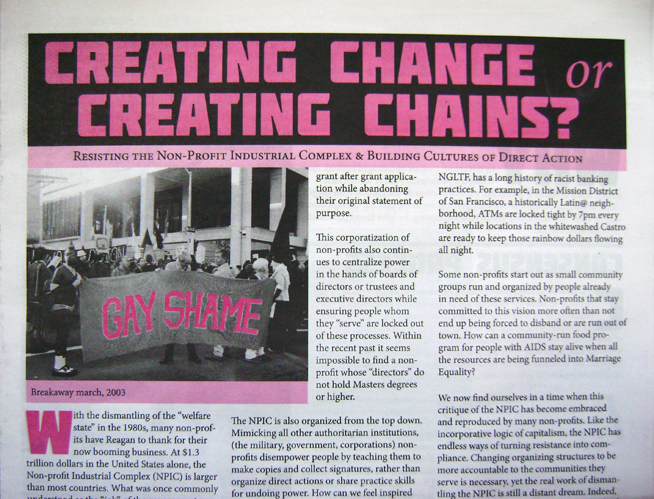 CREATING CHANGE or
CREATING CHAINS?
RESISTING THE NON-PROFIT INDUSTRIAL COMPLEX & BUILDING CULTURES OF DIRECT ACTION
GAY SHAME
Breakaway march, 2003
With the dismantling of the “welfare
state” in the 1980s, many non-prof-
its have Reagan to thank for their
now booming business. At $1.3
trillion dollars in the United States alone, the
Non-profit Industrial Complex (NPIC) is larger
than most countries. What was once commonly
grant after grant applica-
tion while abandoning
their original statement of
purpose.
This corporatization of
non-profits also contin-
ues to centralize power
in the hands of boards of
directors or trustees and
executive directors while
ensuring people whom
they “serve” are locked out
of these processes. Within
the recent past it seems
impossible to find a non-
profit whose “directors” do
not hold Masters degrees
or higher.
The NPIC is also organized from the top down.
Mimicking all other authoritarian institutions,
(the military, government, corporations) non-
profits disempower people by teaching them to
make copies and collect signatures, rather than
organize direct actions or share practice skills
for undoing power. How can we feel inspired
NGLTF, has a long history of racist banking
practices. For example, in the Mission District
of San Francisco, a historically Latin@ neigh-
borhood, ATMs are locked tight by 7pm every
night while locations in the whitewashed Castro
are ready to keep those rainbow dollars flowing
all night.
Some non-profits start out as small community
groups run and organized by people already
in need of these services. Non-profits that stay
committed to this vision more often than not
end up being forced to disband or are run out of
town. How can a community-run food pro-
gram for people with AIDS stay alive when all
the resources are being funneled into Marriage
Equality?
We now find ourselves in a time when this
critique of the NPIC has become embraced
and reproduced by many non-profits. Like the
incorporative logic of capitalism, the NPIC has
endless ways of turning resistance into com-
pliance. Changing organizing structures to be
more accountable to the communities they
serve is necessary, yet the real work of disman-
tling the NPIC is still a distant dream. Indeed,